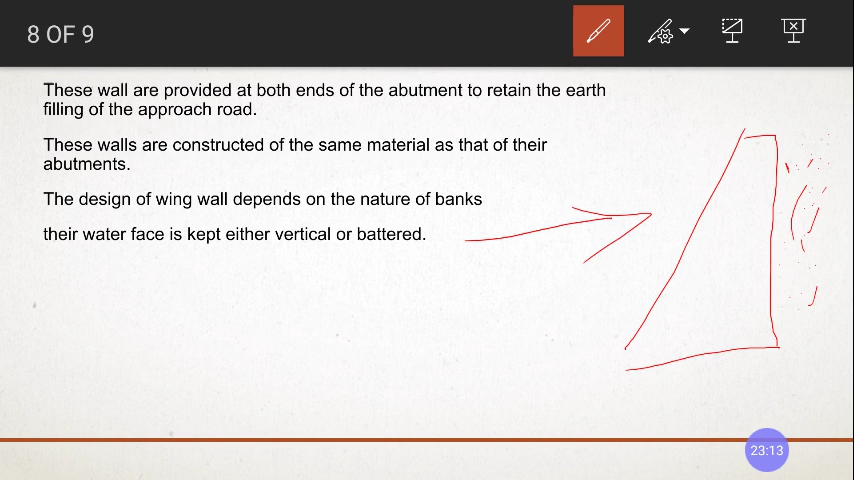 8 OF 9
These wall are provided at both ends of the abutment to retain the earth
filling of the approach road.
These walls are constructed of the same material as that of their
abutments.
The design of wing wall depends on the nature of banks
their water face is kept either vertical or battered.
23:13